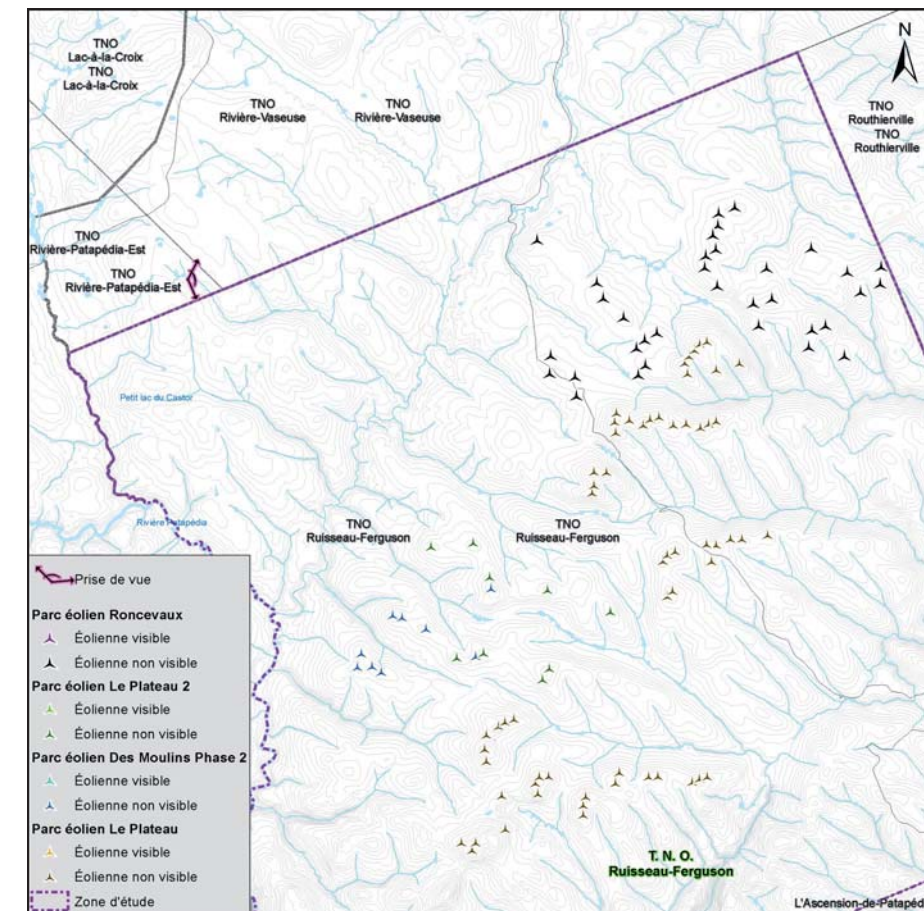 TNO
Lac-à-la-Croix
TNO
Lac-à-la-Croix
TNO
Rivière-Vaseuse
TNO
Rivière-Vaseuse
N
TNO
Routhierville
TNO
Routhierville
TNO
Rivière-Patapédia-Est
TNO
Rivière-Patapédia-Est
Petit lac du Castor
Rivière Patapédia
TNO
Ruisseau-Ferguson
TNO
Ruisseau-Ferguson
Prise de vue
Parc éolien Roncevaux
Éolienne visible
Éolienne non visible
Parc éolien Le Plateau 2
Éolienne visible
Éolienne non visible
Parc éolien Des Moulins Phase 2
Éolienne visible
Éolienne non visible
Parc éolien Le Plateau
Éolienne visible
Éolienne non visible
Zone d'étude
T. N. O.
Ruisseau-Ferguson
L'Ascension-de-Patapéd